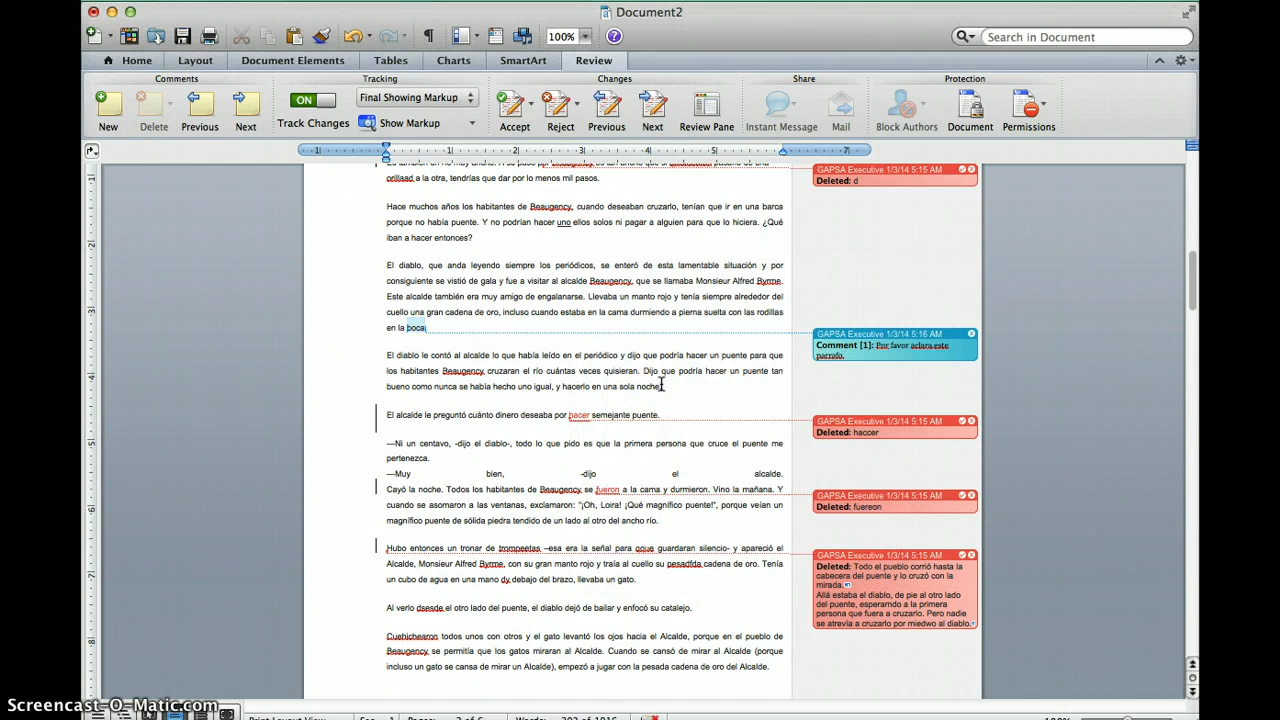 Document2
100%
Search in Document
Home Layout Document Elements Tables Charts SmartArt Review
Comments Tracking Changes Share Protection
ON Final Showing Markup
New Delete Previous Next Track Changes Show Markup Accept Reject Previous Next Review Pane Instant Message Mail Block Authors Document Permissions
orillaad a la otra, tendrías que dar por lo menos mil pasos.
Hace muchos años los habitantes de Beaugency, cuando deseaban cruzarlo, tenían que ir en una barca
porque no había puente. Y no podrían hacer uno ellos solos ni pagar a alguien para que lo hiciera. ¿Qué
iban a hacer entonces?
El diablo, que anda leyendo siempre los periódicos, se enteró de esta lamentable situación y por
consiguiente se vistió de gala y fue a visitar al alcalde Beaugency, que se llamaba Monsieur Alfred Byrme.
Este alcalde también era muy amigo de engalanarse. Llevaba un manto rojo y tenía siempre alrededor del
cuello una gran cadena de oro, incluso cuando estaba en la cama durmiendo a pierna suelta con las rodillas
en la boca.
El diablo le contó al alcalde lo que había leído en el periódico y dijo que podría hacer un puente para que
los habitantes Beaugency cruzaran el río cuántas veces quisieran. Dijo que podría hacer un puente tan
bueno como nunca se había hecho uno igual, y hacerlo en una sola noche.
El alcalde le preguntó cuánto dinero deseaba por hacer semejante puente.
—Ni un centavo, -dijo el diablo-, todo lo que pido es que la primera persona que cruce el puente me
pertenezca.
—Muy bien, -dijo el alcalde.
Cayó la noche. Todos los habitantes de Beaugency se fueron a la cama y durmieron. Vino la mañana. Y
cuando se asomaron a las ventanas, exclamaron: "¡Oh, Loira! ¡Qué magnífico puente!", porque veían un
magnífico puente de sólida piedra tendido de un lado al otro del ancho río.
Hubo entonces un tronar de trompeetas –esa era la señal para qque guardaran silencio- y apareció el
Alcalde, Monsieur Alfred Byrme, con su gran manto rojo y traía al cuello su pesadfda cadena de oro. Tenía
un cubo de agua en una mano dy debajo del brazo, llevaba un gato.
Al verlo dsesde el otro lado del puente, el diablo dejó de bailar y enfocó su catalejo.
Cuehichearon todos unos con otros y el gato levantó los ojos hacia el Alcalde, porque en el pueblo de
Beaugency se permitía que los gatos miraran al Alcalde. Cuando se cansó de mirar al Alcalde (porque
incluso un gato se cansa de mirar un Alcalde), empezó a jugar con la pesada cadena de oro del Alcalde.
GAPSA Executive 1/3/14 5:15 AM
Deleted: d
GAPSA Executive 1/3/14 5:16 AM
Comment [1]: Por favor aclara este
parrafo.
GAPSA Executive 1/3/14 5:15 AM
Deleted: haccer
GAPSA Executive 1/3/14 5:15 AM
Deleted: fuereon
GAPSA Executive 1/3/14 5:15 AM
Deleted: Todo el pueblo corrió hasta la
cabecera del puente y lo cruzó con la
mirada.
Allá estaba el diablo, de pie al otro lado
del puente, esperamdo a la primera
persona que fuera a cruzarlo. Pero nadie
se atrevía a cruzarlo por miedwo al diablo.
Screencast-O-Matic.com